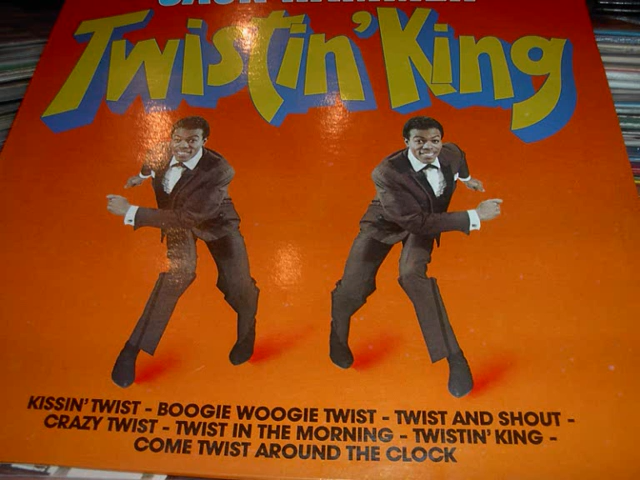 Twistin' King
KISSIN' TWIST - BOOGIE WOOGIE TWIST - TWIST AND SHOUT -
CRAZY TWIST - TWIST IN THE MORNING - TWISTIN' KING -
COME TWIST AROUND THE CLOCK